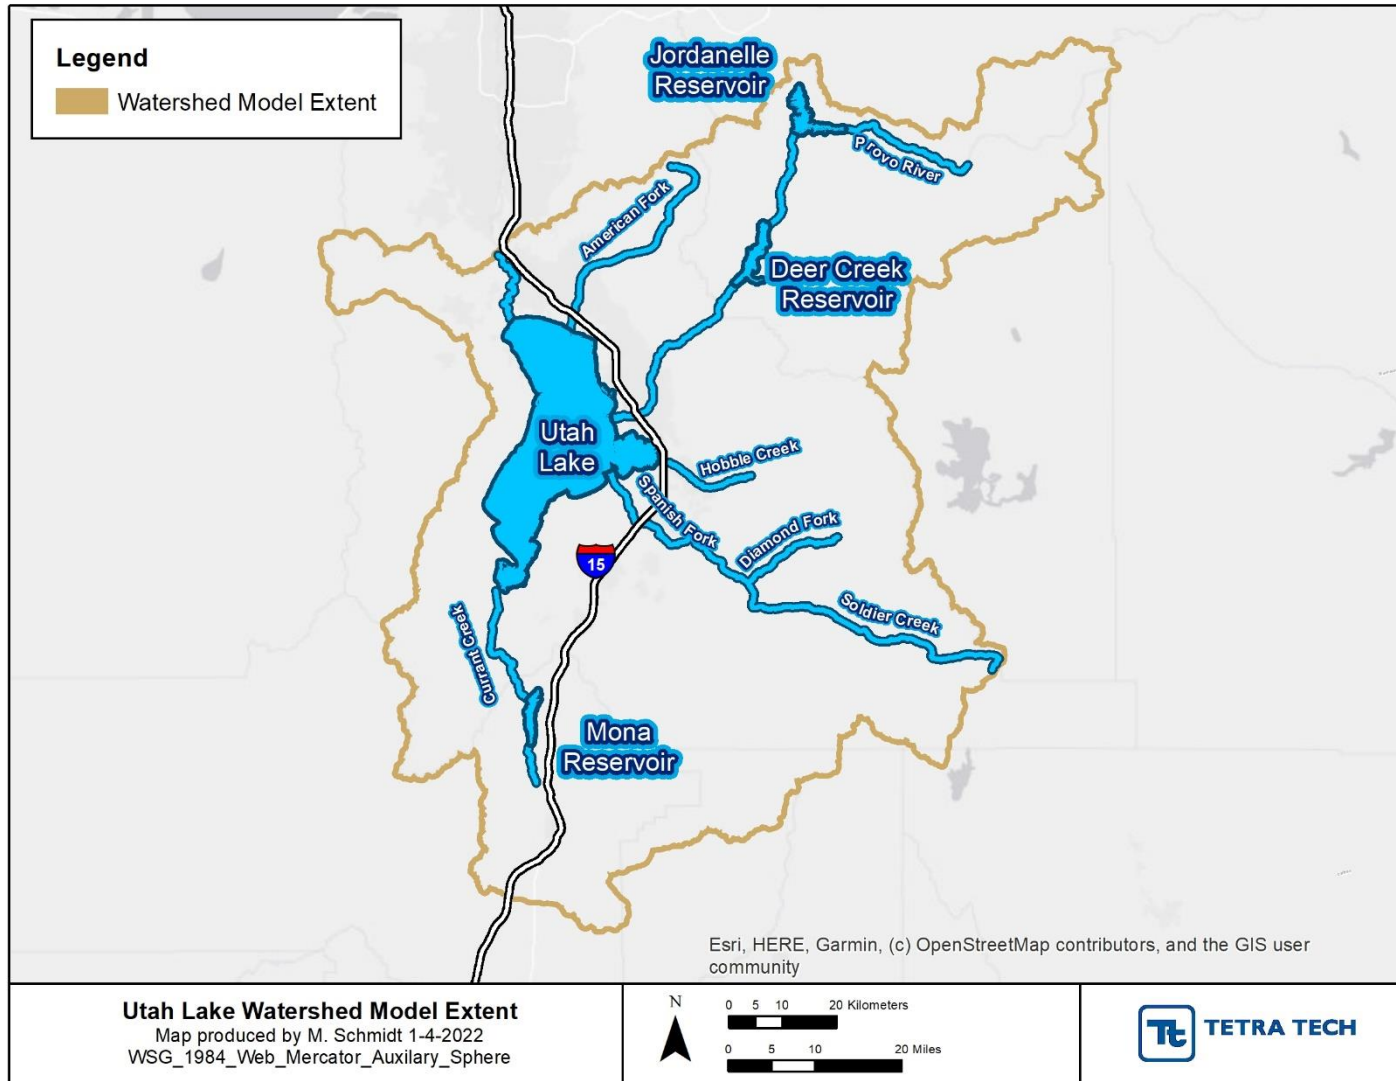 Legend
Watershed Model Extent
Jordanelle
Reservoir
Provo River
American Fork
Deer Creek
Reservoir
Utah
Lake
Hobble Creek
Spanish Fork
Diamond Fork
15
Soldier Creek
Currant Creek
Mona
Reservoir
Esri, HERE, Garmin, (c) OpenStreetMap contributors, and the GIS user
community
Utah Lake Watershed Model Extent
Map produced by M. Schmidt 1-4-2022
WSG_1984_Web_Mercator_Auxilary_Sphere
N
0 5 10 20 Kilometers
0 5 10 20 Miles
Tt TETRA TECH